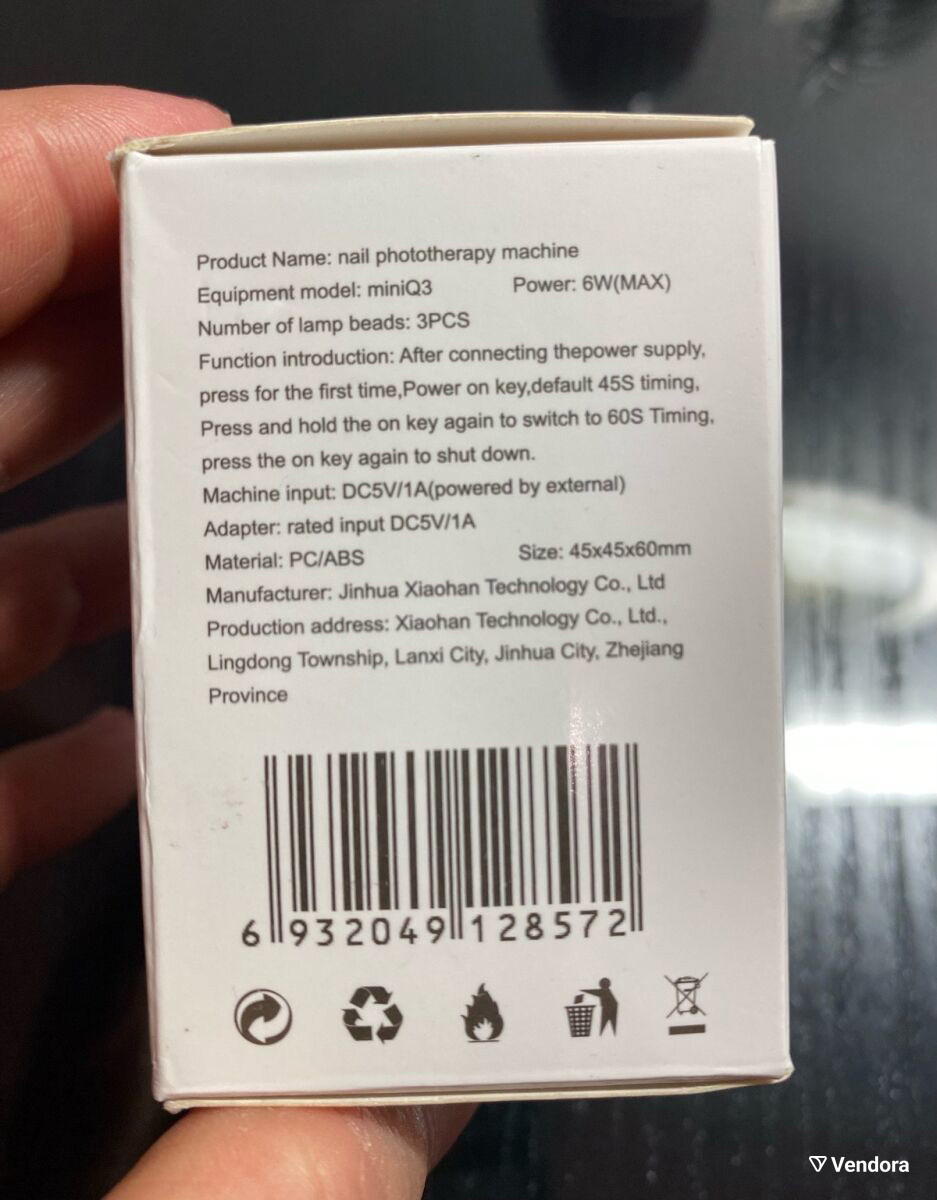 Product Name: nail phototherapy machine
Equipment model: miniQ3 Power: 6W(MAX)
Number of lamp beads: 3PCS
Function introduction: After connecting thepower supply,
press for the first time,Power on key,default 45S timing,
Press and hold the on key again to switch to 60S Timing,
press the on key again to shut down.
Machine input: DC5V/1A(powered by external)
Adapter: rated input DC5V/1A
Material: PC/ABS Size: 45x45x60mm
Manufacturer: Jinhua Xiaohan Technology Co., Ltd
Production address: Xiaohan Technology Co., Ltd.,
Lingdong Township, Lanxi City, Jinhua City, Zhejiang
Province
6 932049 128572
Vendora